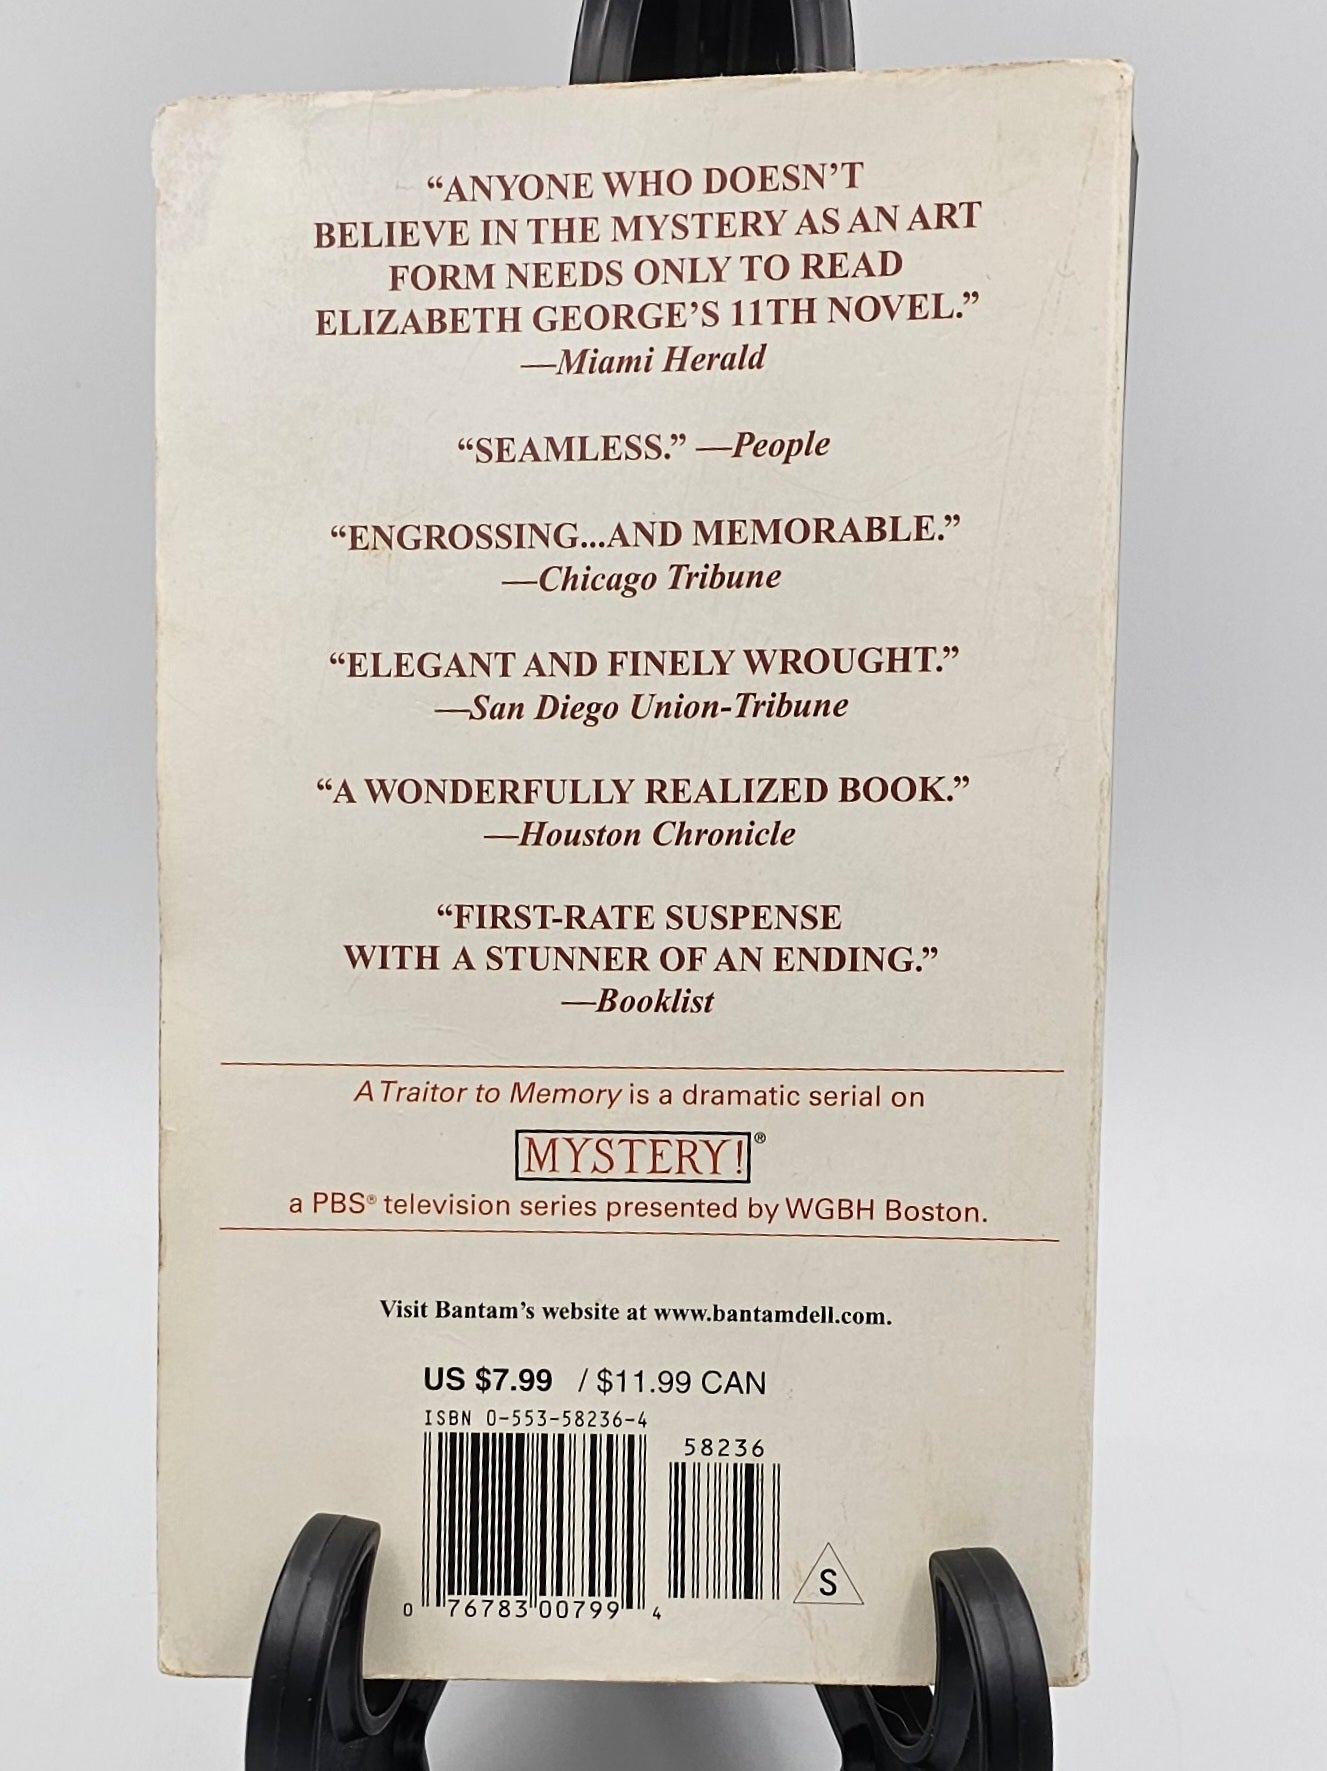 “ANYONE WHO DOESN’T
BELIEVE IN THE MYSTERY AS AN ART
FORM NEEDS ONLY TO READ
ELIZABETH GEORGE’S 11TH NOVEL.”
—Miami Herald
“SEAMLESS.” —People
“ENGROSSING...AND MEMORABLE.”
—Chicago Tribune
“ELEGANT AND FINELY WROUGHT.”
—San Diego Union-Tribune
“A WONDERFULLY REALIZED BOOK.”
—Houston Chronicle
“FIRST-RATE SUSPENSE
WITH A STUNNER OF AN ENDING.”
—Booklist
A Traitor to Memory is a dramatic serial on
MYSTERY!®
a PBS® television series presented by WGBH Boston.
Visit Bantam’s website at www.bantamdell.com.
US $7.99 / $11.99 CAN
ISBN 0-553-58236-4
58236
0 76783 00799 4
S